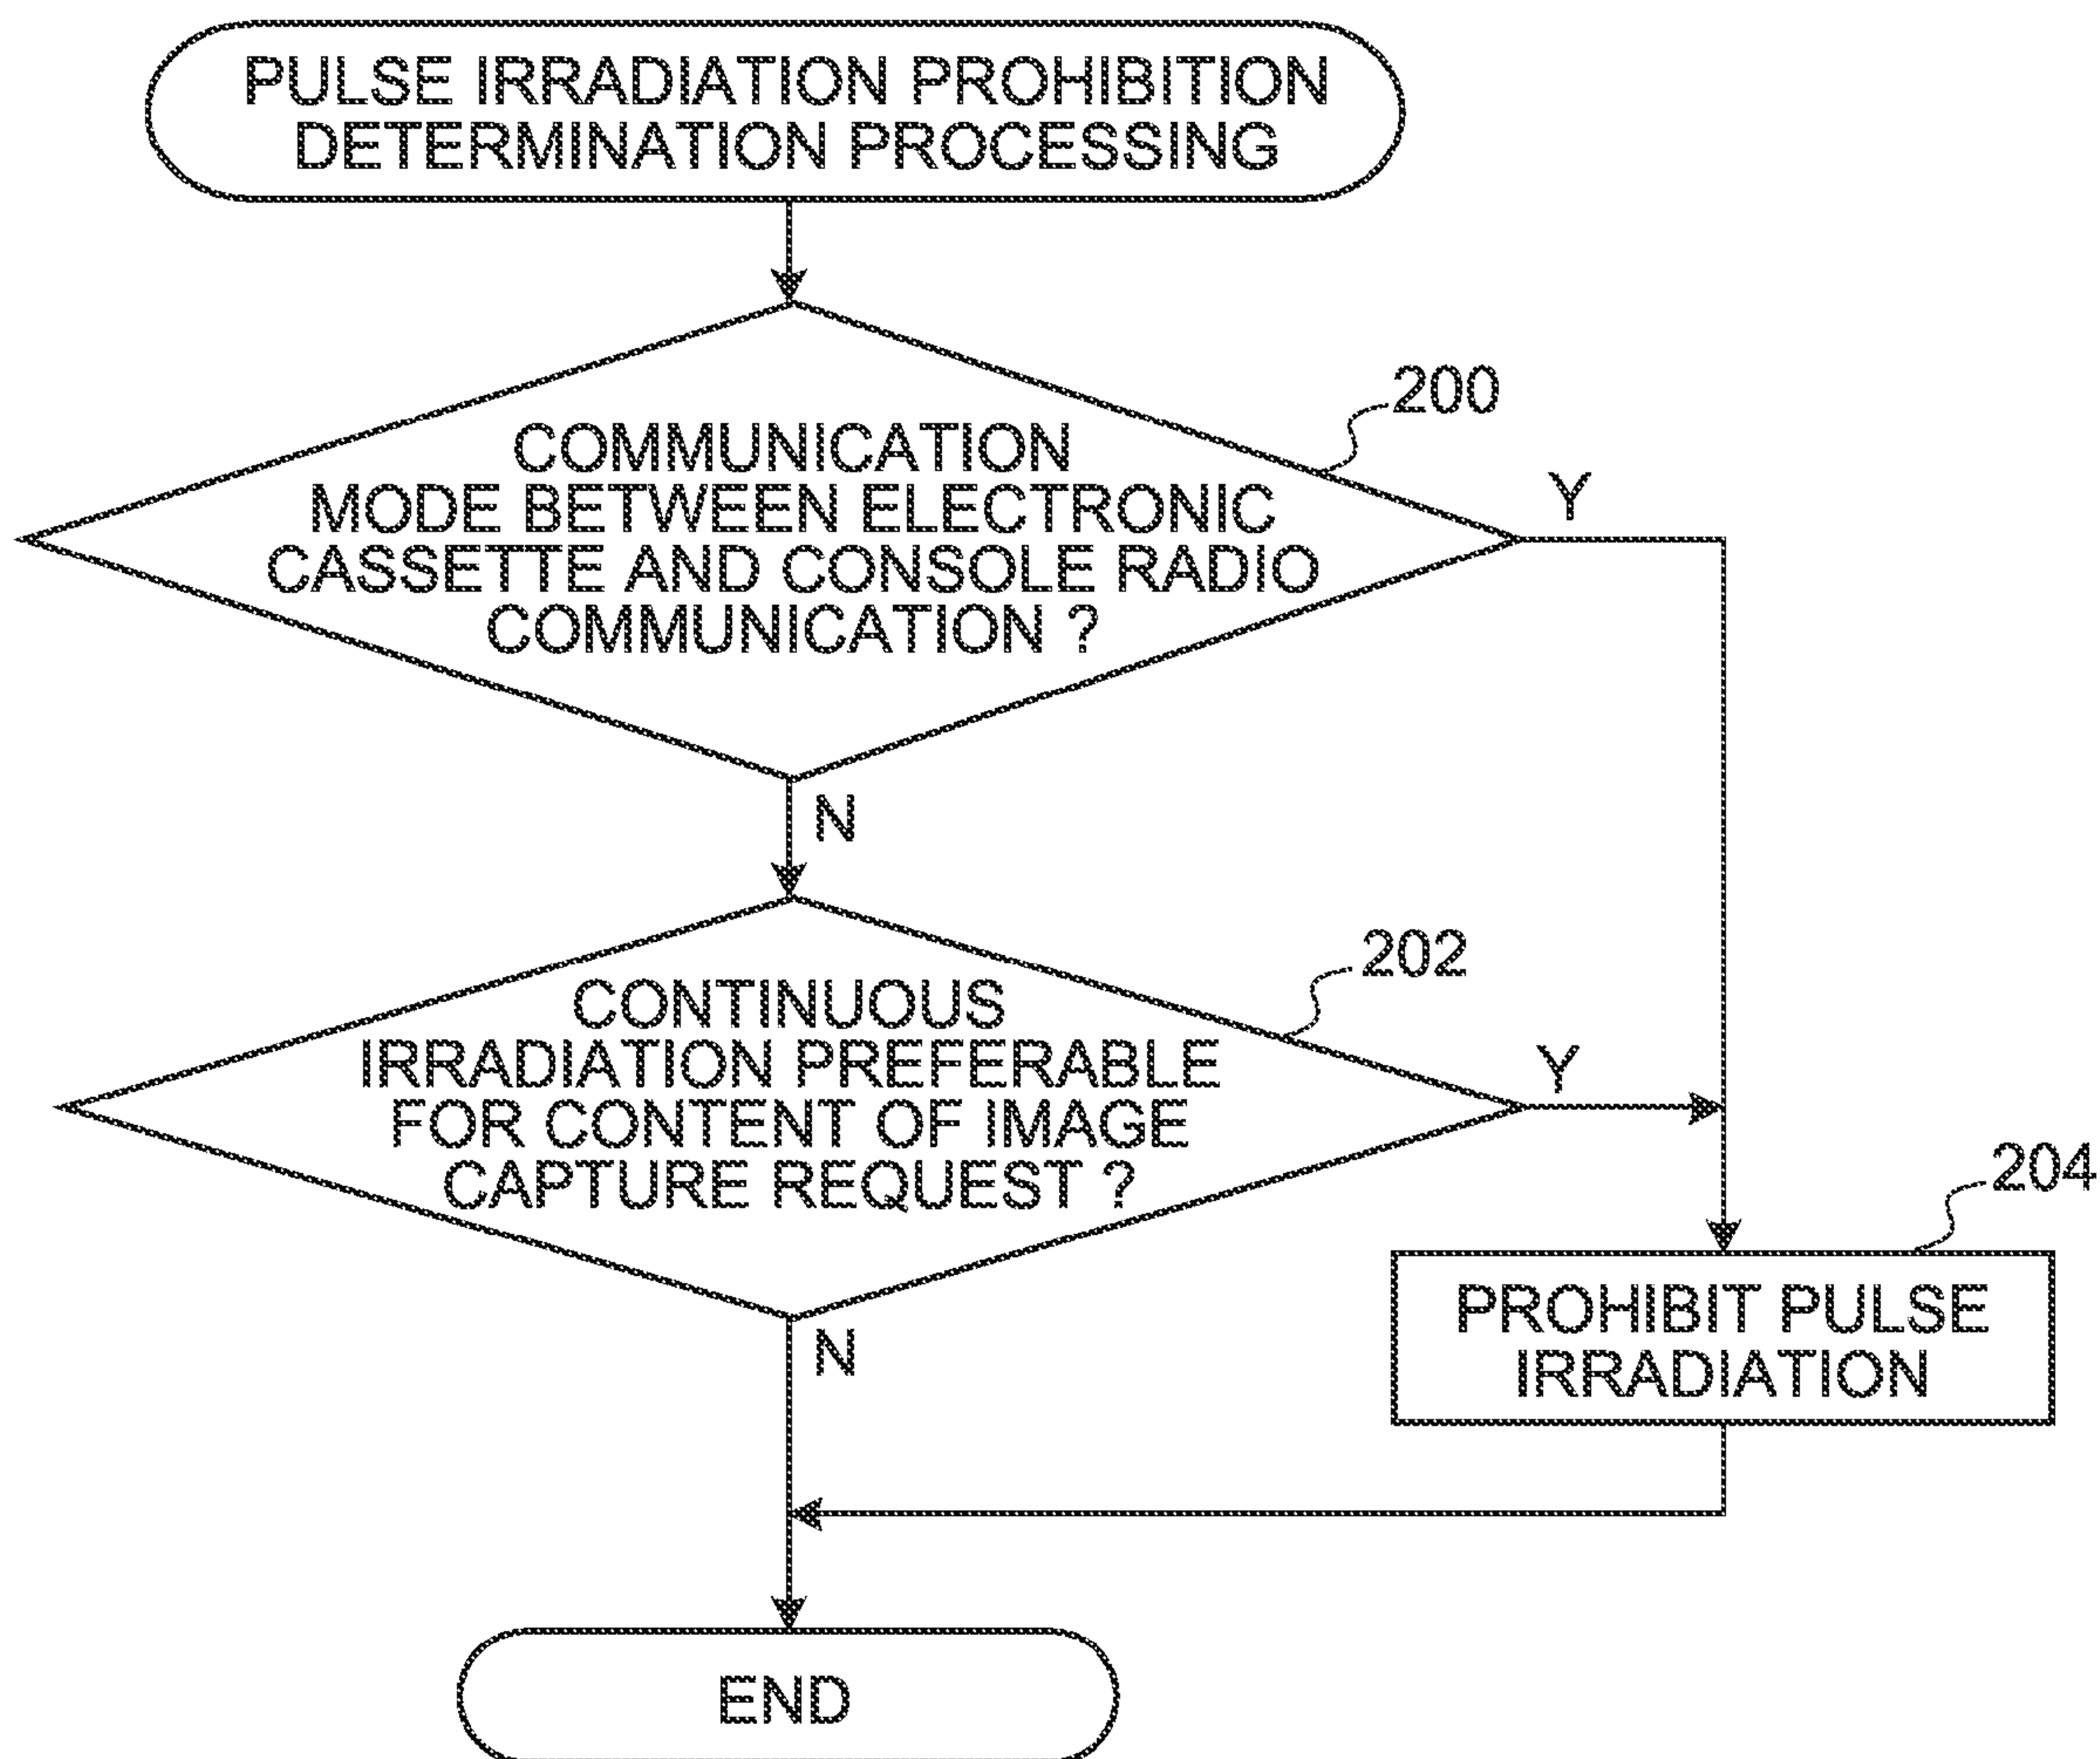 PULSE IRRADIATION PROHIBITION
DETERMINATION PROCESSING
200
COMMUNICATION
MODE BETWEEN ELECTRONIC
CASSETTE AND CONSOLE RADIO
COMMUNICATION ?
Y
N
202
CONTINUOUS
IRRADIATION PREFERABLE
FOR CONTENT OF IMAGE
CAPTURE REQUEST ?
Y
N
204
PROHIBIT PULSE
IRRADIATION
END